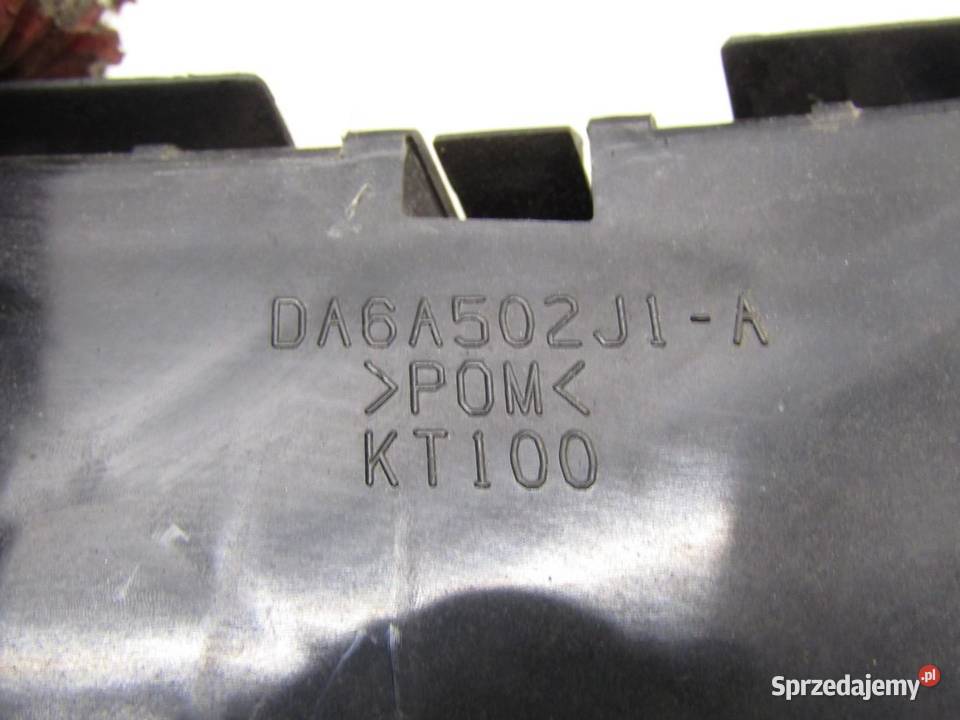 DA6A502J1-A
>POM<
KT100
Sprzedajemy.pl